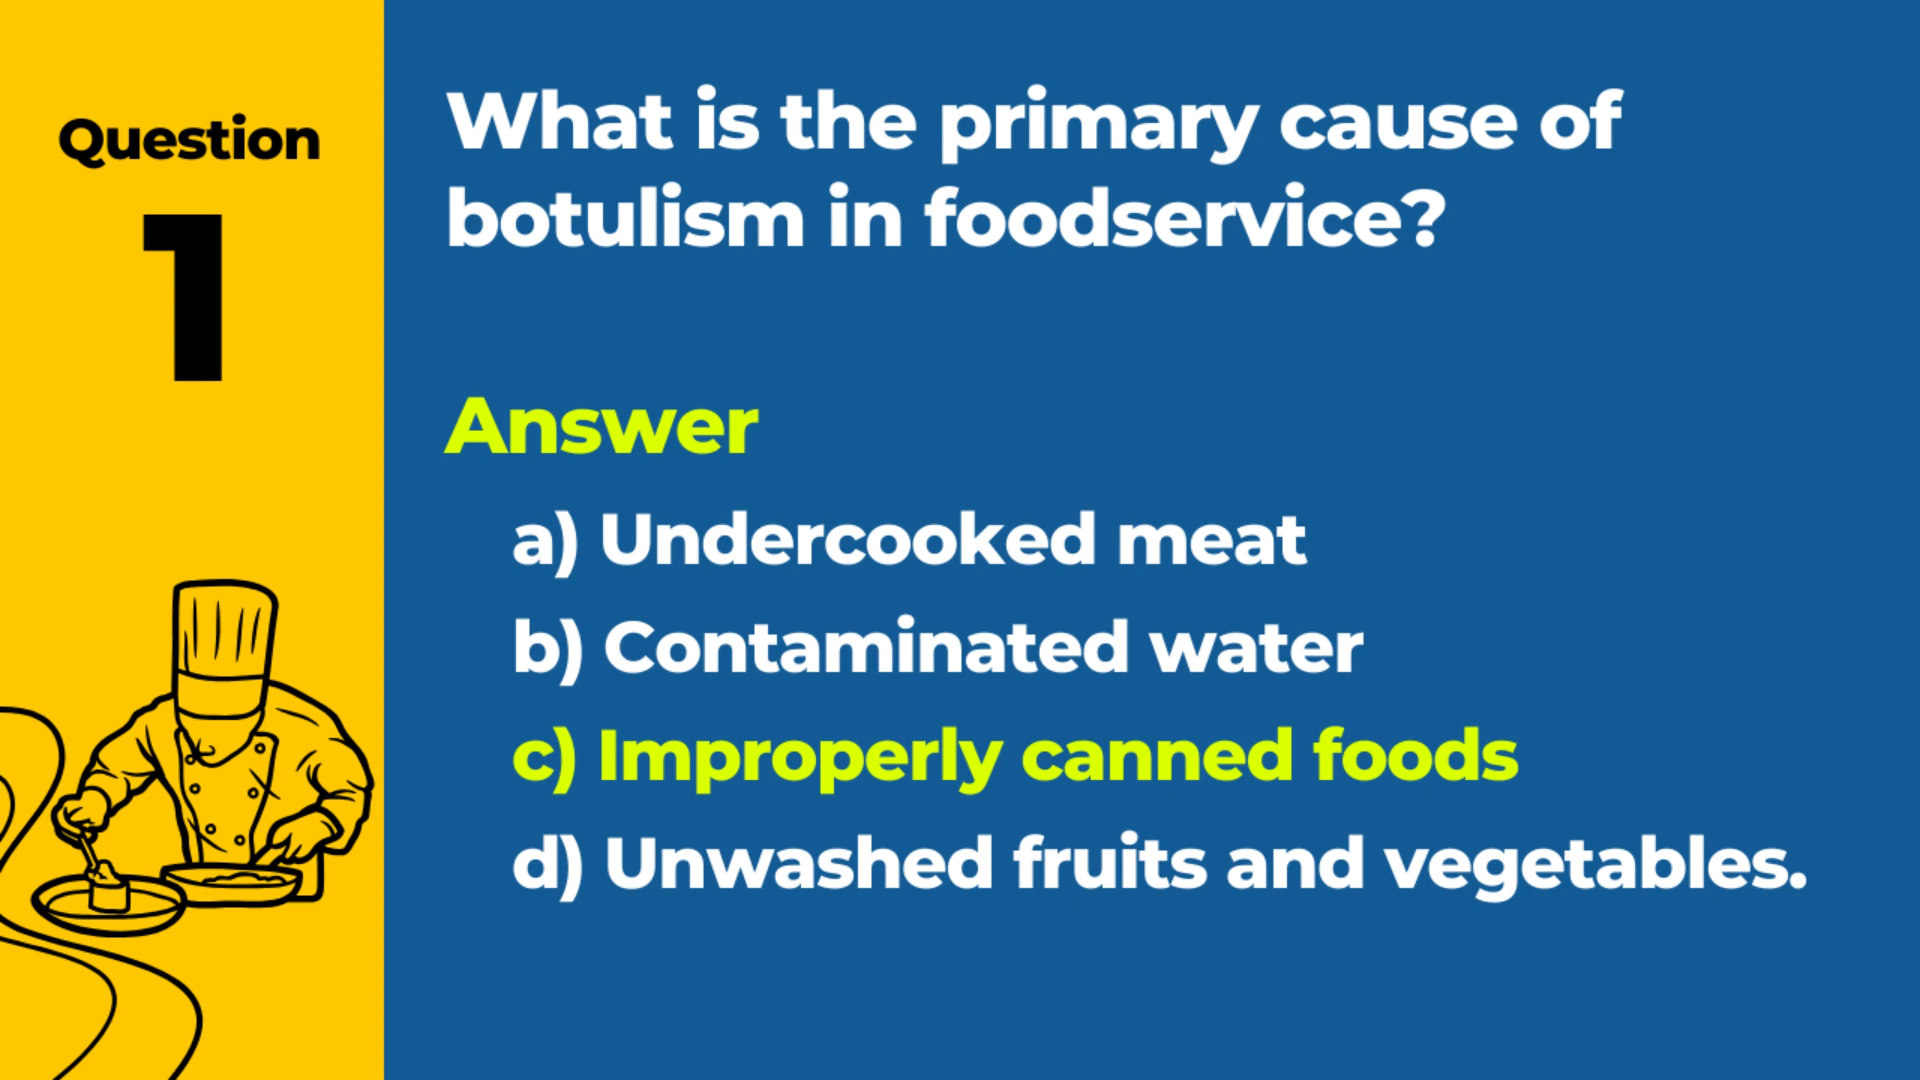 Question
1
What is the primary cause of
botulism in foodservice?
Answer
a) Undercooked meat
b) Contaminated water
c) Improperly canned foods
d) Unwashed fruits and vegetables.